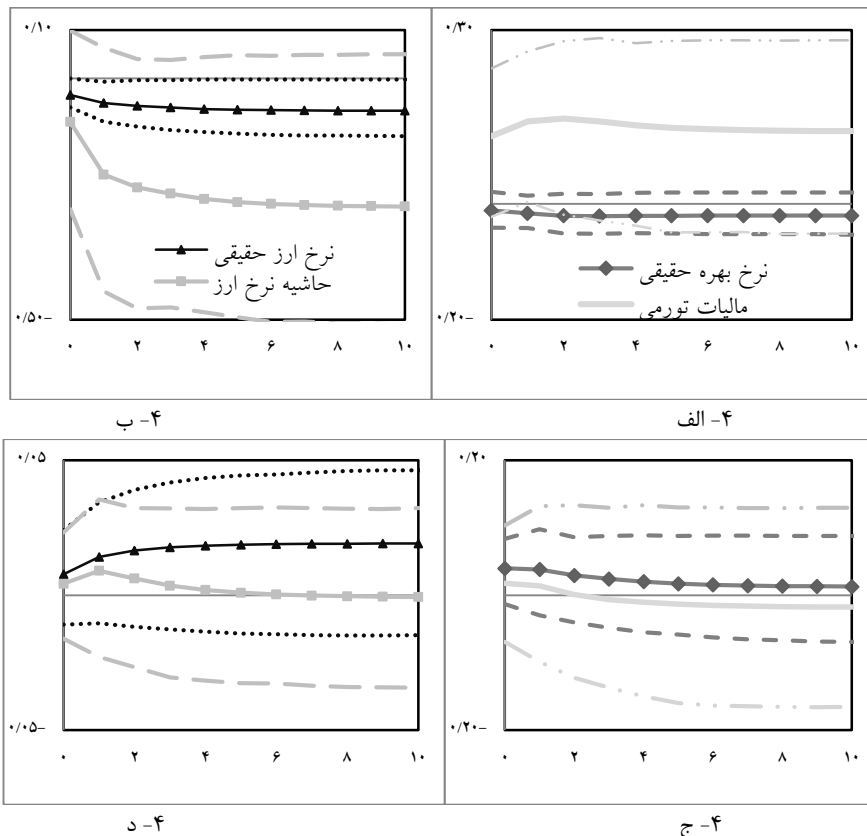 ۰/۳۰
نرخ بهره حقیقی
مالیات تورمی
۰/۲۰-
۰ ۲ ۴ ۶ ۸ ۱۰
۴- الف
۰/۱۰
نرخ ارز حقیقی
حاشیه نرخ ارز
۰/۵۰-
۰ ۲ ۴ ۶ ۸ ۱۰
۴- ب
۰/۲۰
۰/۲۰-
۰ ۲ ۴ ۶ ۸ ۱۰
۴- ج
۰/۰۵
۰/۰۵-
۰ ۲ ۴ ۶ ۸ ۱۰
۴- د